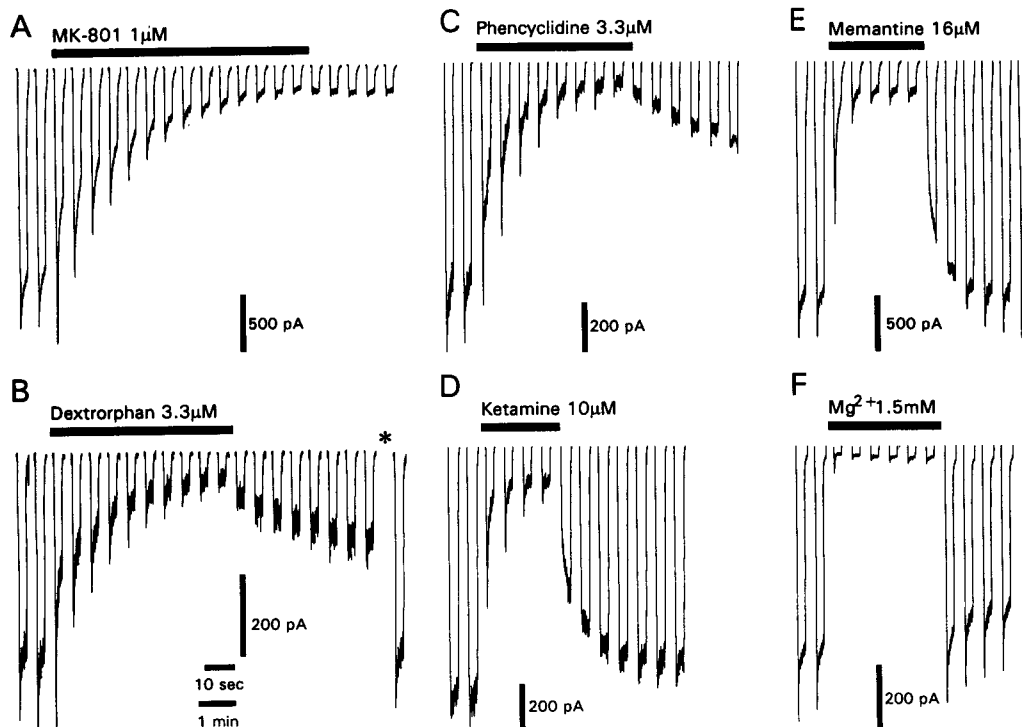 A
MK-801 1μM
500 pA
B
Dextrorphan 3.3μM
*
200 pA
10 sec
1 min
C
Phencyclidine 3.3μM
200 pA
D
Ketamine 10μM
200 pA
E
Memantine 16μM
500 pA
F
Mg²⁺1.5mM
200 pA